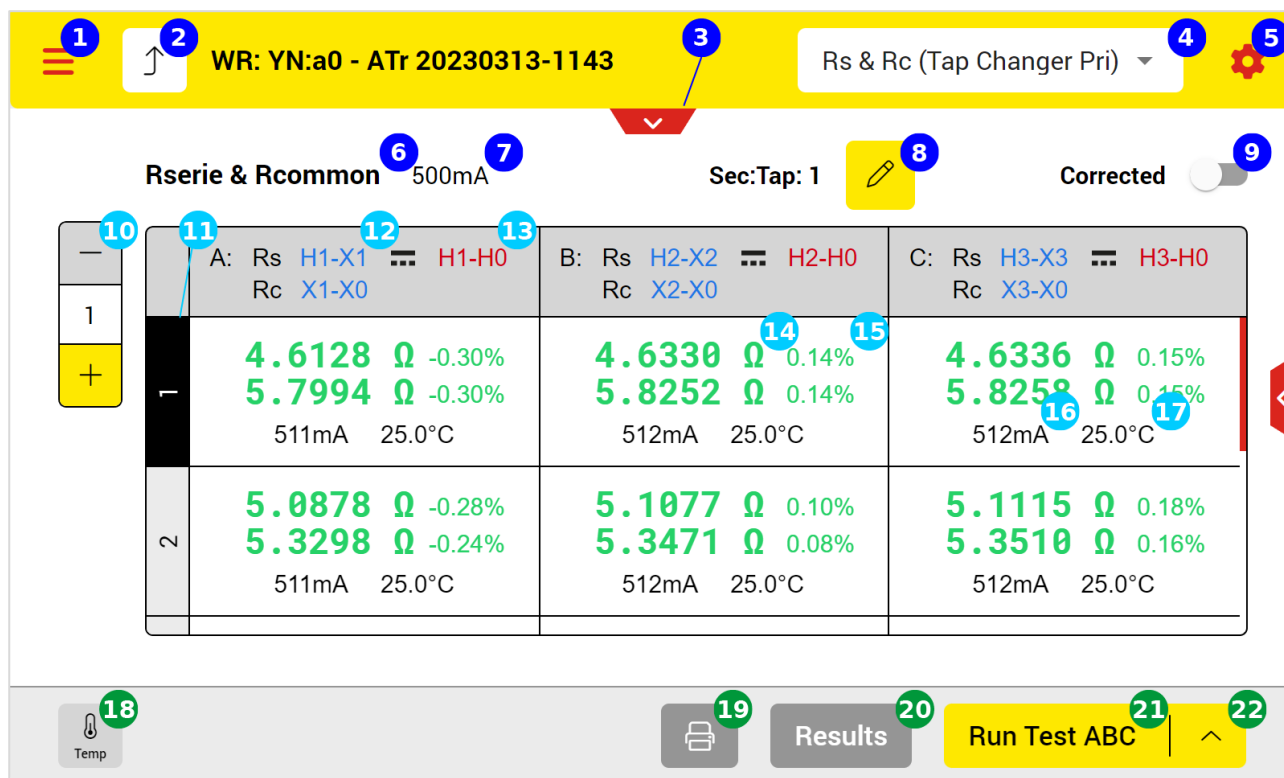 1 2 3 4 5
WR: YN:a0 - ATr 20230313-1143 Rs & Rc (Tap Changer Pri)
6 7 8 9
Rserie & Rcommon 500mA Sec:Tap: 1 Corrected
10 11 12 13
A: Rs H1-X1 H1-H0 B: Rs H2-X2 H2-H0 C: Rs H3-X3 H3-H0
Rc X1-X0 Rc X2-X0 Rc X3-X0
1
14 15
4.6128 Ω -0.30% 4.6330 Ω 0.14% 4.6336 Ω 0.15%
+
1 5.7994 Ω -0.30% 5.8252 Ω 0.14% 5.8258 Ω 0.15%
16 17
511mA 25.0°C 512mA 25.0°C 512mA 25.0°C
5.0878 Ω -0.28% 5.1077 Ω 0.10% 5.1115 Ω 0.18%
2 5.3298 Ω -0.24% 5.3471 Ω 0.08% 5.3510 Ω 0.16%
511mA 25.0°C 512mA 25.0°C 512mA 25.0°C
18 19 20 21 22
Results Run Test ABC
Temp